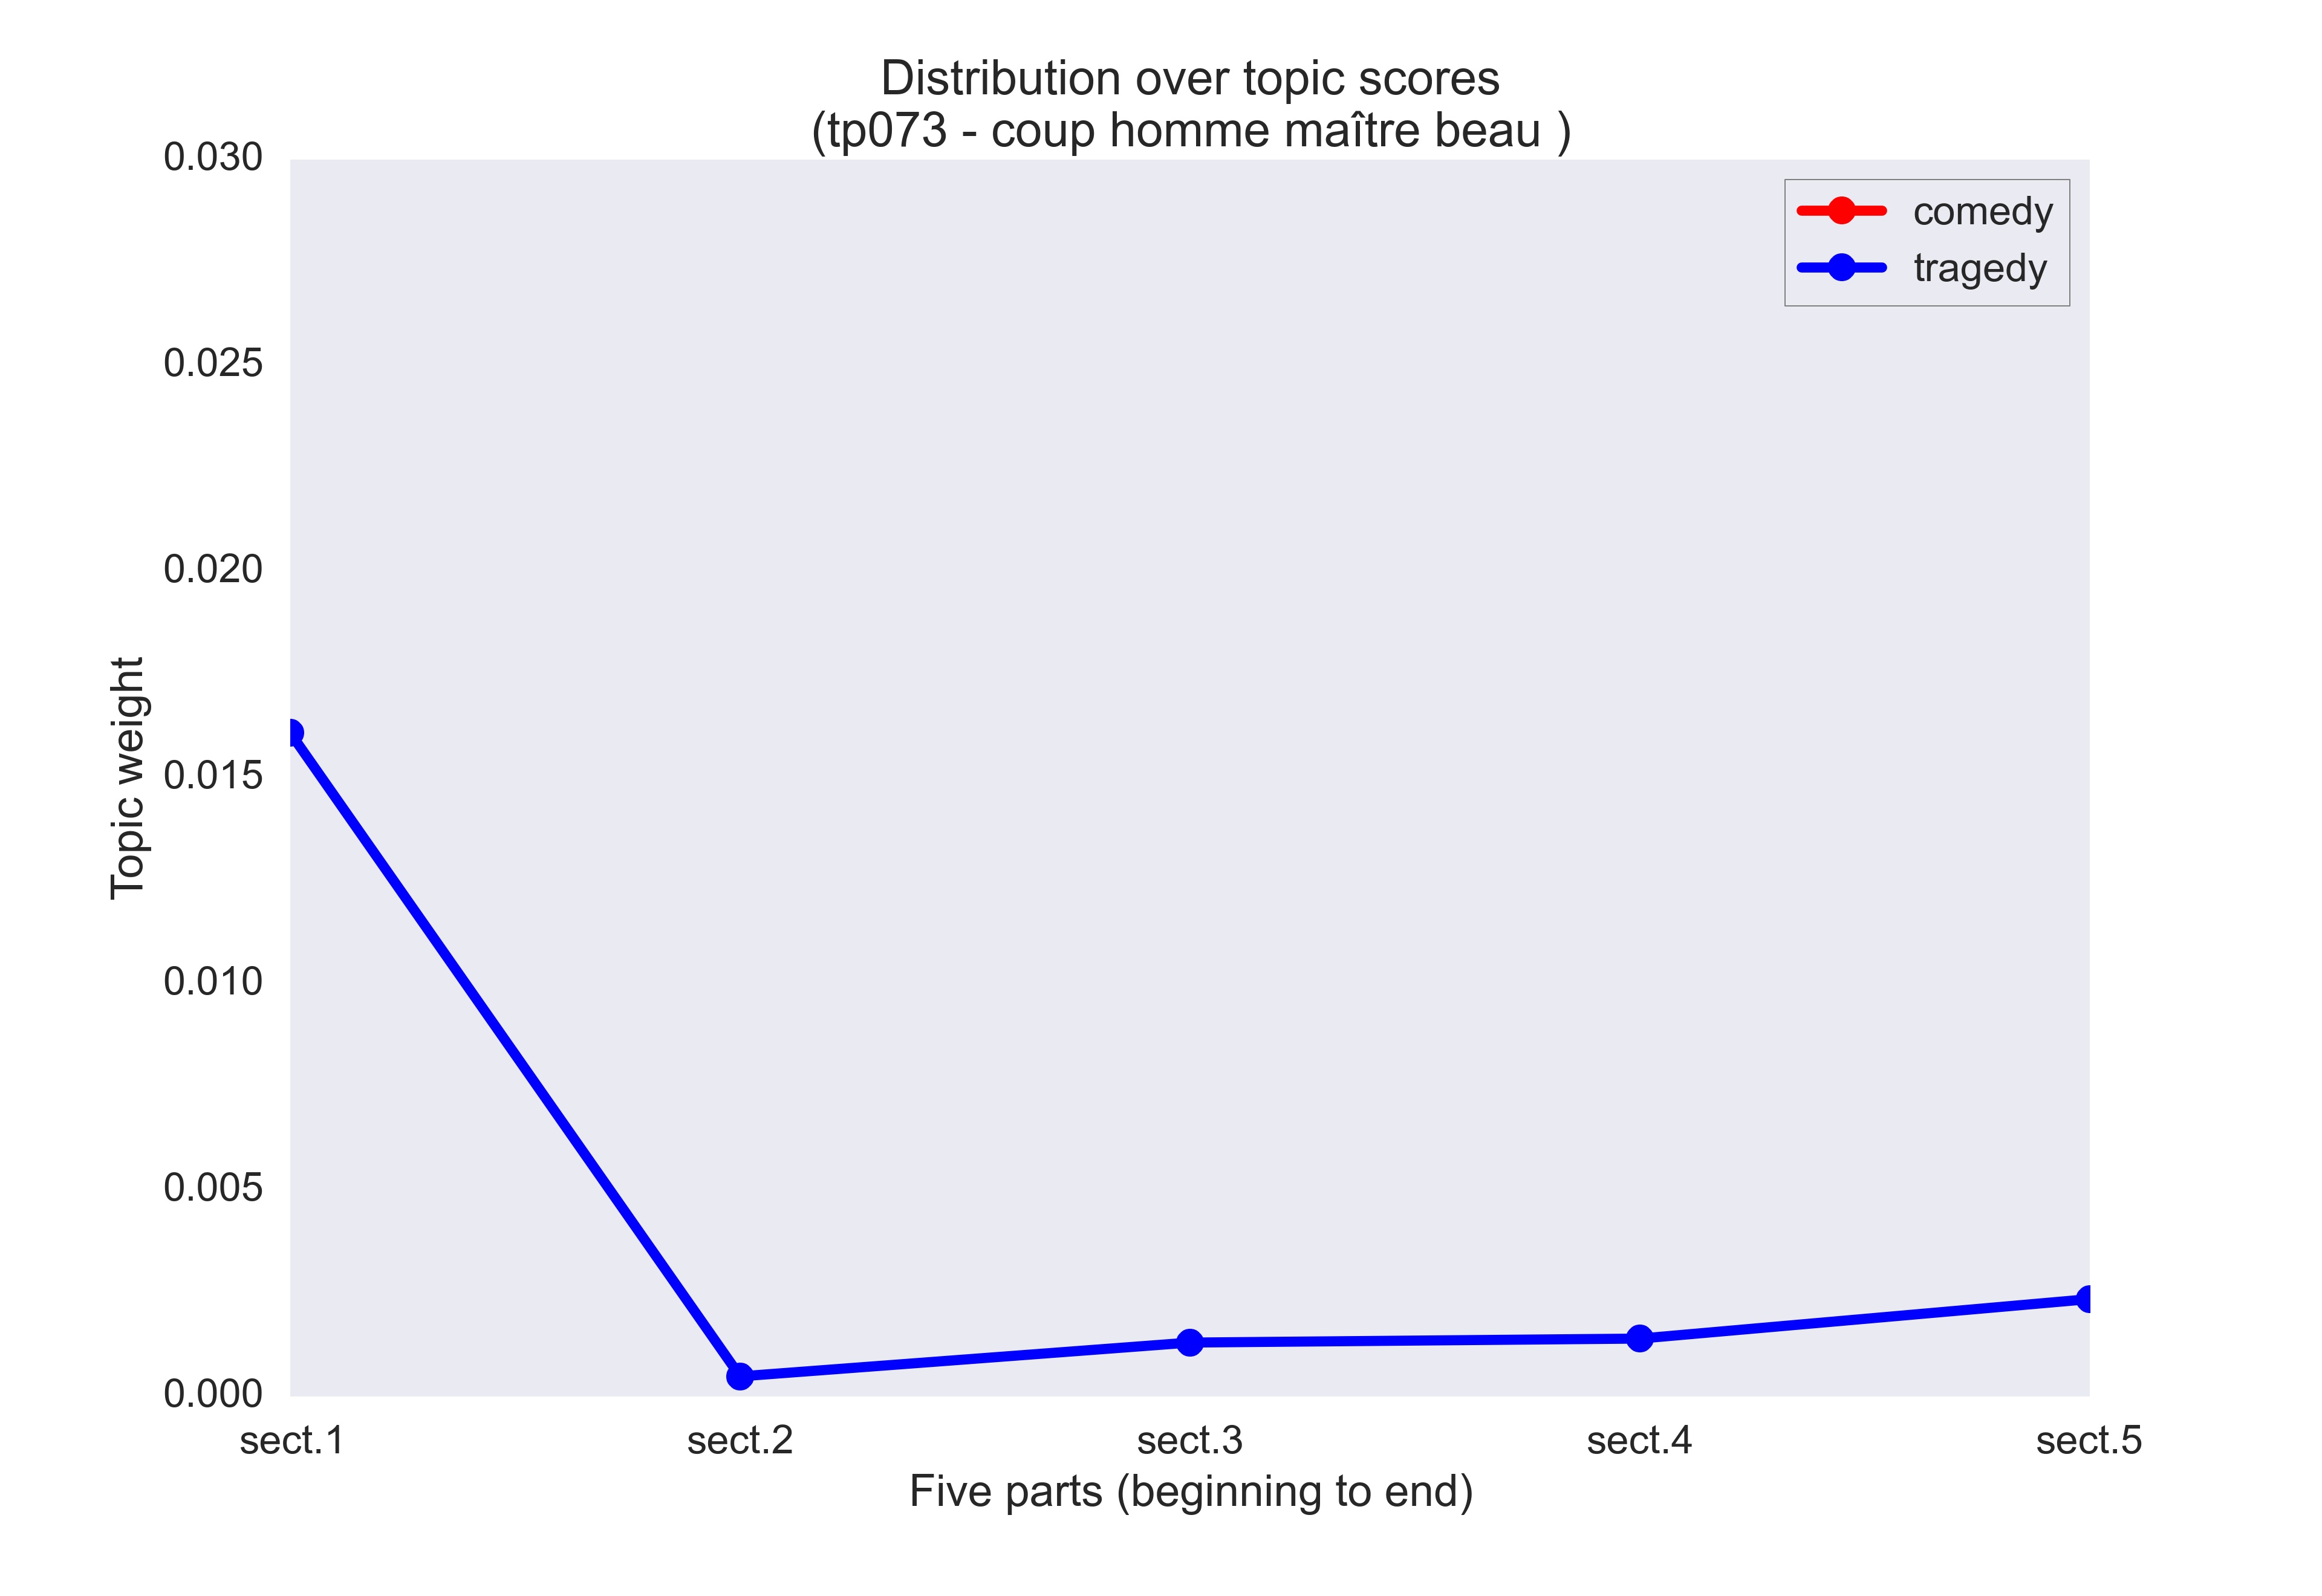 Distribution over topic scores
(tp073 - coup homme maître beau )
0.030
0.025
0.020
0.015
0.010
0.005
0.000
Topic weight
comedy
tragedy
sect.1 sect.2 sect.3 sect.4 sect.5
Five parts (beginning to end)